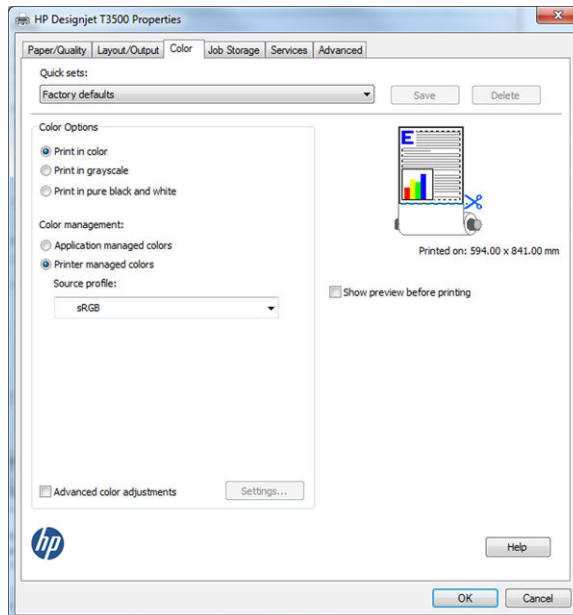 HP Designjet T3500 Properties
Paper/Quality Layout/Output Color Job Storage Services Advanced
Quick sets:
Factory defaults
Save Delete
Color Options
Print in color
Print in grayscale
Print in pure black and white
Color management:
Application managed colors
Printer managed colors
Source profile:
sRGB
E
Printed on: 594.00 x 841.00 mm
Show preview before printing
Advanced color adjustments Settings...
hp
Help
OK Cancel